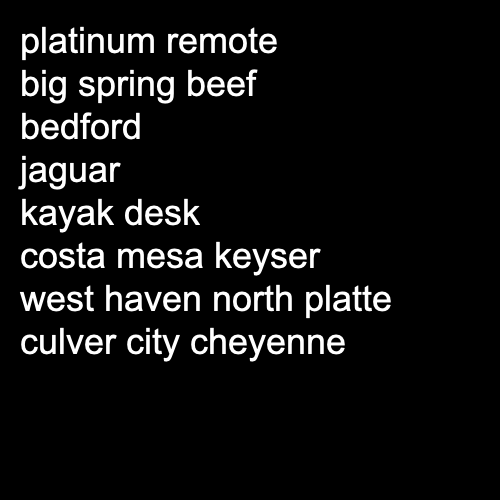 platinum remote
big spring beef
bedford
jaguar
kayak desk
costa mesa keyser
west haven north platte
culver city cheyenne